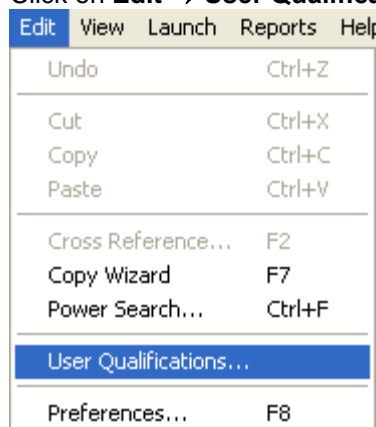 Click on Edit → User Qualifica
Edit View Launch Reports Help
Undo Ctrl+Z
Cut Ctrl+X
Copy Ctrl+C
Paste Ctrl+V
Cross Reference... F2
Copy Wizard F7
Power Search... Ctrl+F
User Qualifications...
Preferences... F8